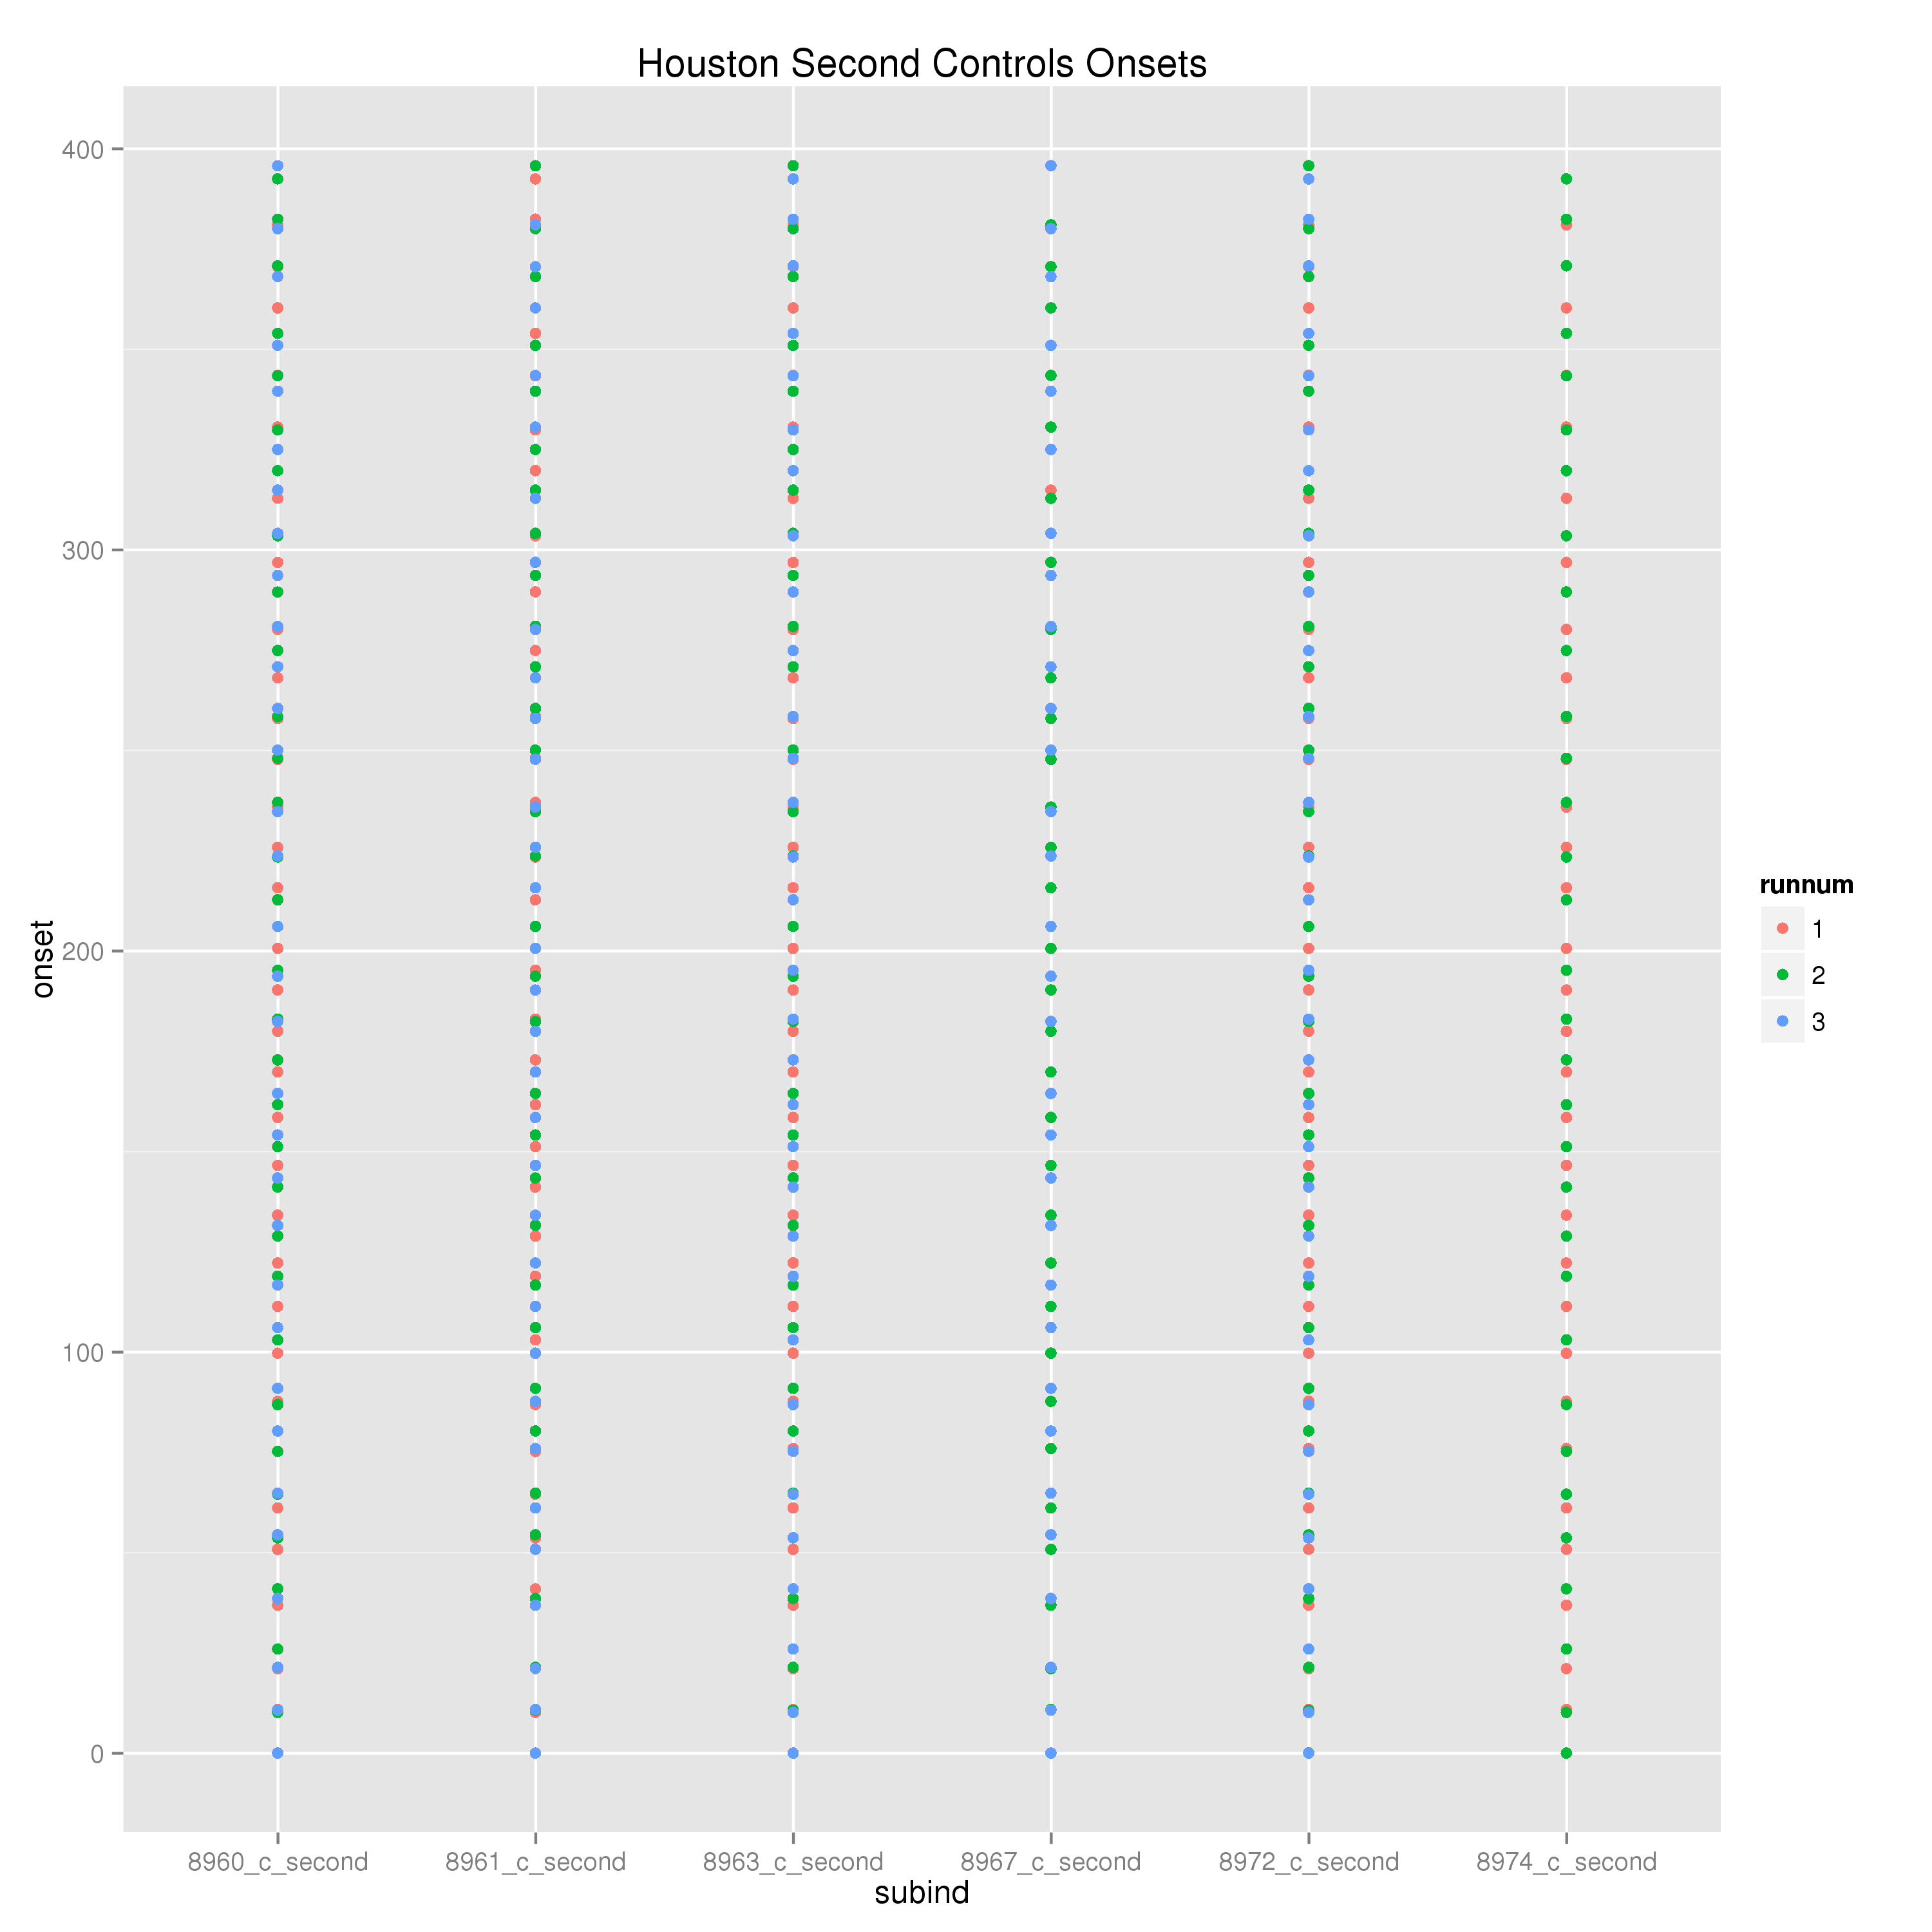 Houston Second Controls Onsets
400
300
200
100
0
onset
8960_c_second 8961_c_second 8963_c_second 8967_c_second 8972_c_second 8974_c_second
subind
runnum
1
2
3